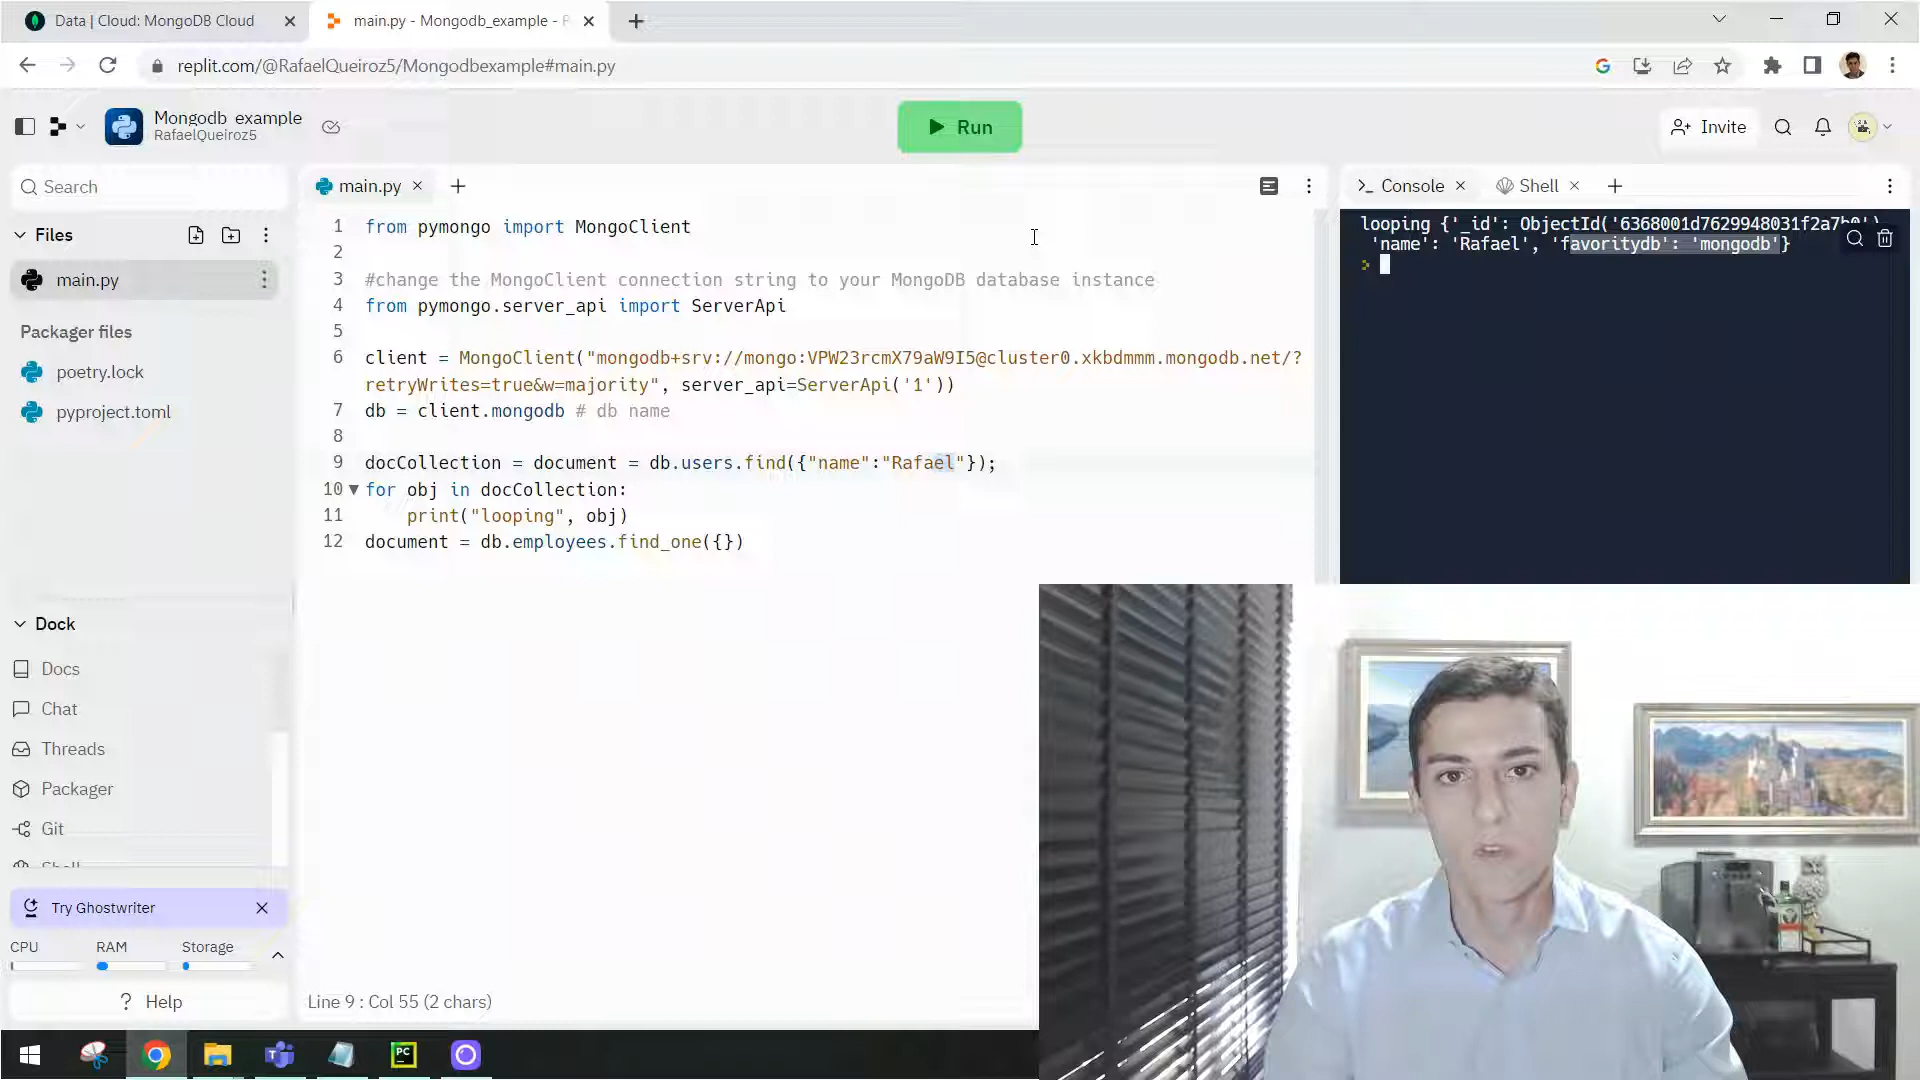 Data | Cloud: MongoDB Cloud
main.py - Mongodb_example -
replit.com/@RafaelQueiroz5/Mongodbexample#main.py
Mongodb example
RafaelQueiroz5
Run
Invite
Search
main.py
Console
Shell
Files
main.py
Packager files
poetry.lock
pyproject.toml
1 from pymongo import MongoClient
2
3 #change the MongoClient connection string to your MongoDB database instance
4 from pymongo.server_api import ServerApi
5
6 client = MongoClient("mongodb+srv://mongo:VPW23rcmX79aW9I5@cluster0.xkbdmmm.mongodb.net/?
retryWrites=true&w=majority", server_api=ServerApi('1'))
7 db = client.mongodb # db name
8
9 docCollection = document = db.users.find({"name":"Rafael"});
10 for obj in docCollection:
11 print("looping", obj)
12 document = db.employees.find_one({})
looping {'_id': ObjectId('6368001d7629948031f2a7b0'),
'name': 'Rafael', 'favoritydb': 'mongodb'}
Dock
Docs
Chat
Threads
Packager
Git
Shell
Try Ghostwriter
CPU RAM Storage
? Help
Line 9 : Col 55 (2 chars)
PC